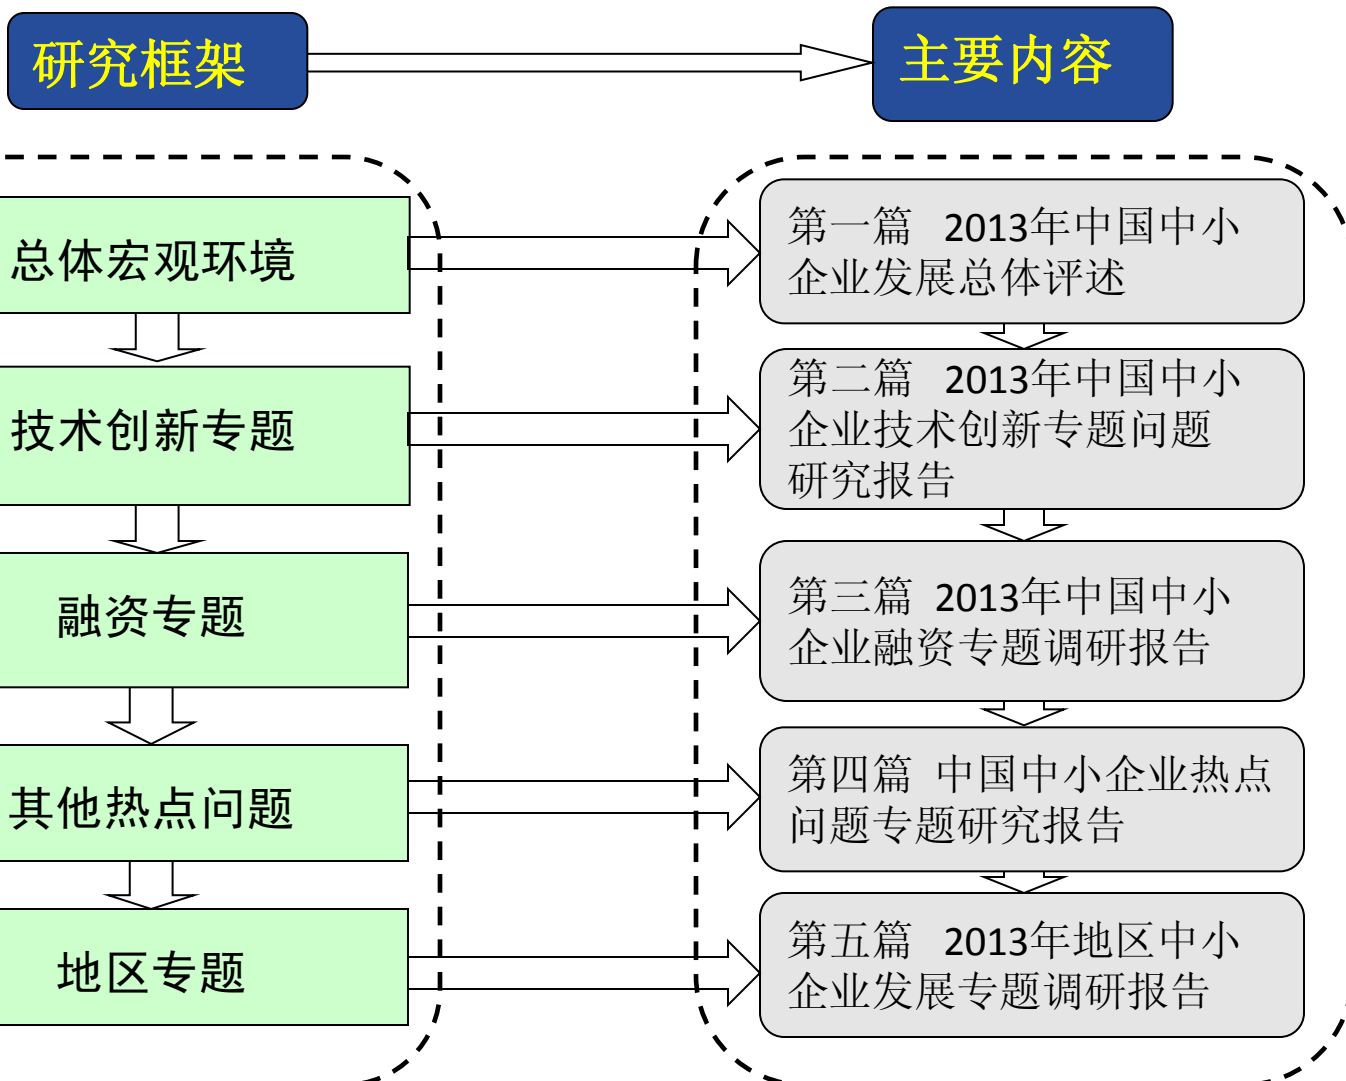 研究框架
主要内容
总体宏观环境
技术创新专题
融资专题
其他热点问题
地区专题
第一篇 2013年中国中小
企业发展总体评述
第二篇 2013年中国中小
企业技术创新专题问题
研究报告
第三篇 2013年中国中小
企业融资专题调研报告
第四篇 中国中小企业热点
问题专题研究报告
第五篇 2013年地区中小
企业发展专题调研报告